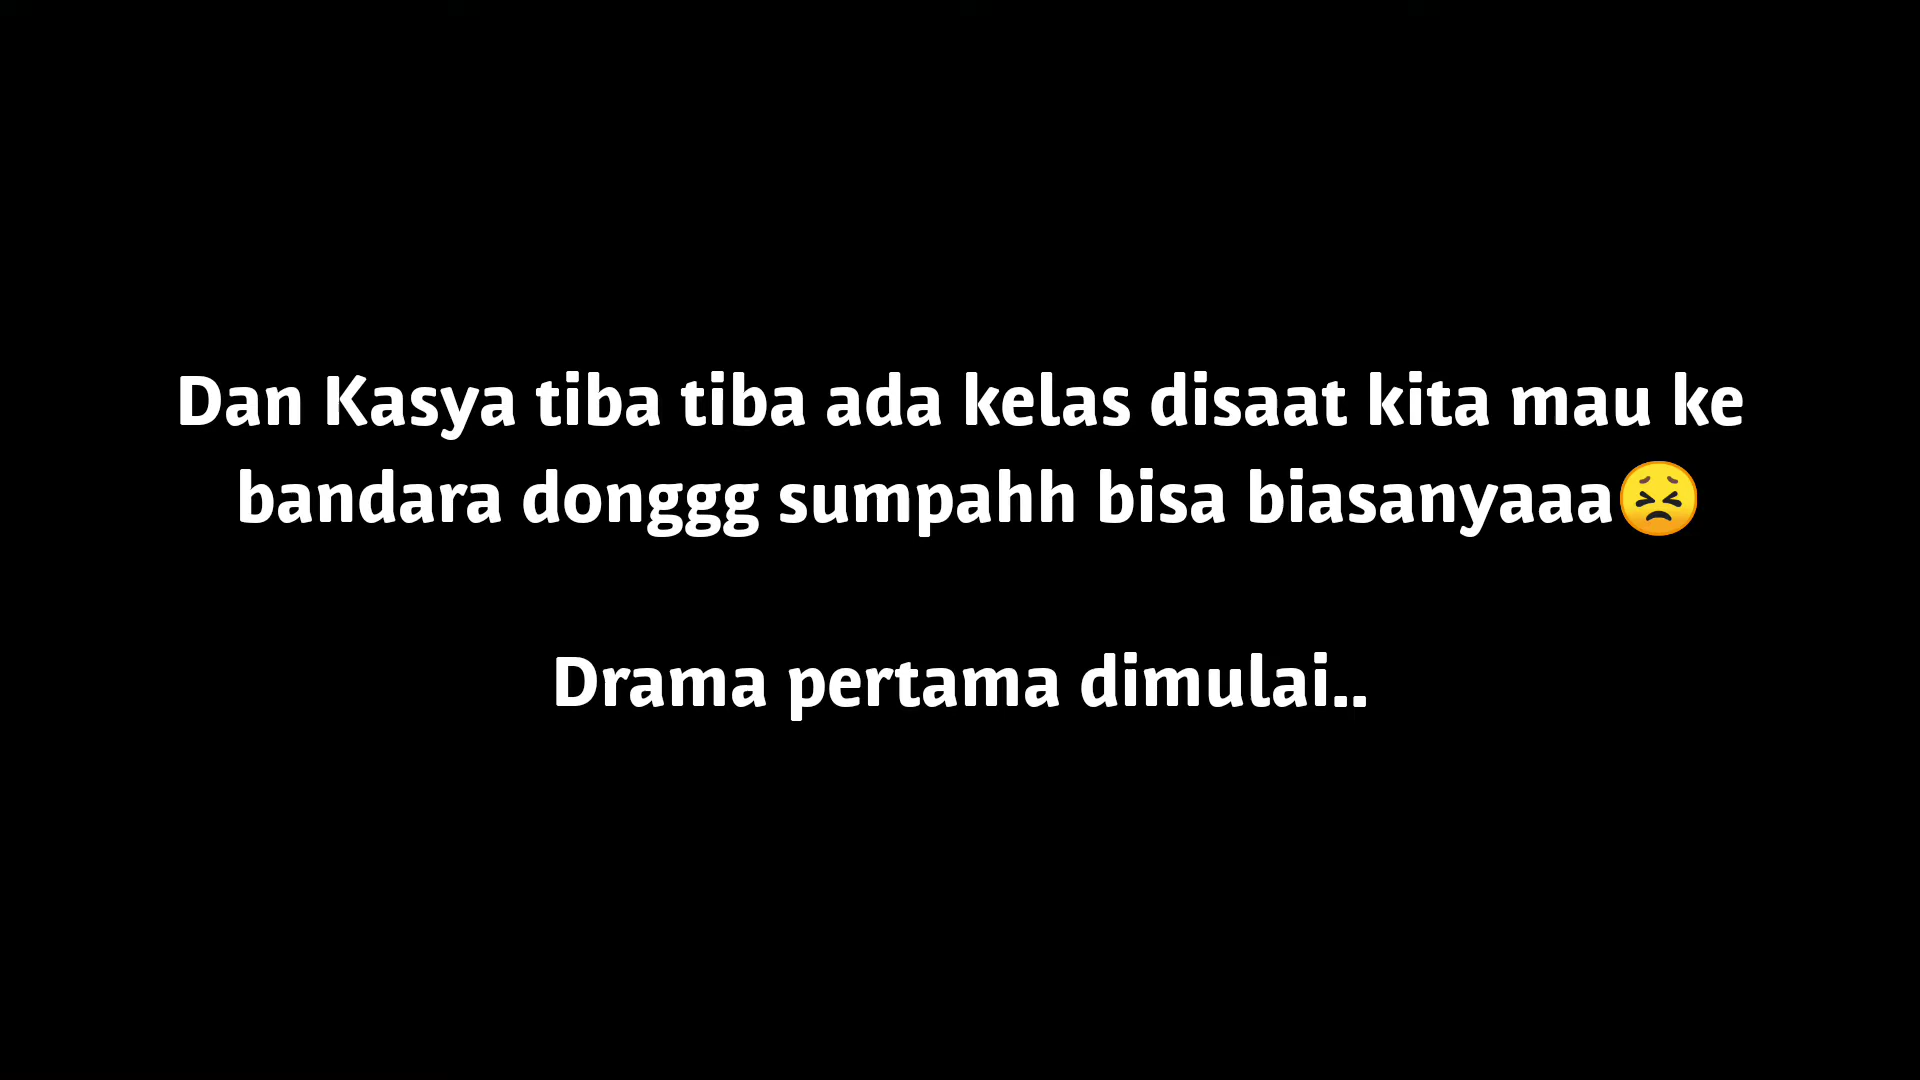 Dan Kasya tiba tiba ada kelas disaat kita mau ke
bandara donggg sumpahh bisa biasanyaaa😣
Drama pertama dimulai..